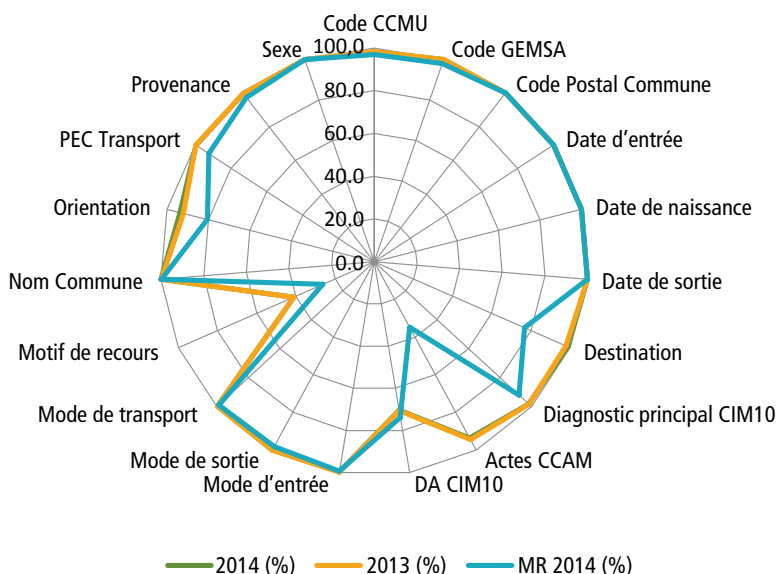 Code CCMU
100,0
Code GEMSA
Sexe
Provenance
80.0
Code Postal Commune
PEC Transport
60.0
Date d'entrée
40.0
Orientation
Date de naissance
20.0
0.0
Nom Commune
Date de sortie
Motif de recours
Destination
Mode de transport
Diagnostic principal CIM10
Mode de sortie
Actes CCAM
Mode d'entrée
DA CIM10
2014 (%)
2013 (%)
MR 2014 (%)